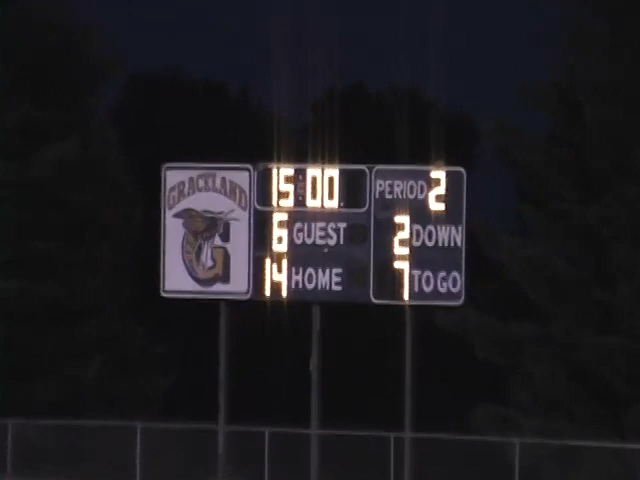 GRACELAND
G
15:00
6 GUEST
14 HOME
PERIOD 2
2 DOWN
7 TO GO